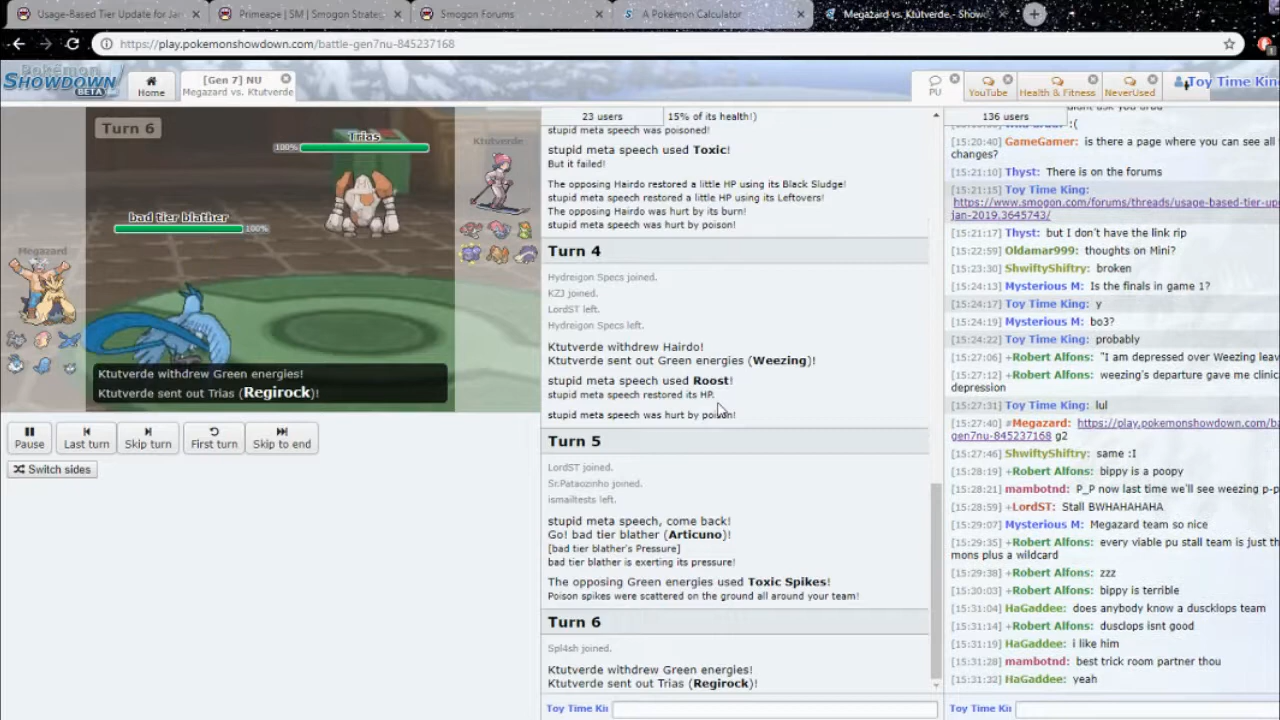 Usage-Based Tier Update for Jan
Primeape | SM | Smogon Strate
Smogon Forums
A Pokémon Calculator
Megazard vs. Ktutverde - Show
https://play.pokemonshowdown.com/battle-gen7nu-845237168
Pokémon
SHOWDOWN
BETA
Home
[Gen 7] NU
Megazard vs. Ktutverde
PU
YouTube
Health & Fitness
NeverUsed
Toy Time King
Turn 6
Trias
100%
Ktutverde
bad tier blather
100%
Megazard
Ktutverde withdrew Green energies!
Ktutverde sent out Trias (Regirock)!
Pause
Last turn
Skip turn
First turn
Skip to end
Switch sides
23 users
15% of its health!)
stupid meta speech was poisoned!
stupid meta speech used Toxic!
But it failed!
The opposing Hairdo restored a little HP using its Black Sludge!
stupid meta speech restored a little HP using its Leftovers!
The opposing Hairdo was hurt by its burn!
stupid meta speech was hurt by poison!
Turn 4
Hydreigon Specs joined.
KZJ joined.
LordST left.
Hydreigon Specs left.
Ktutverde withdrew Hairdo!
Ktutverde sent out Green energies (Weezing)!
stupid meta speech used Roost!
stupid meta speech restored its HP.
stupid meta speech was hurt by poison!
Turn 5
LordST joined.
Sr.Pataozinho joined.
ismailtests left.
stupid meta speech, come back!
Go! bad tier blather (Articuno)!
[bad tier blather's Pressure]
bad tier blather is exerting its pressure!
The opposing Green energies used Toxic Spikes!
Poison spikes were scattered on the ground all around your team!
Turn 6
Spl4sh joined.
Ktutverde withdrew Green energies!
Ktutverde sent out Trias (Regirock)!
Toy Time Kin
136 users
:(
[15:20:40] GameGamer: is there a page where you can see all
changes?
[15:21:10] Thyst: There is on the forums
[15:21:15] Toy Time King:
https://www.smogon.com/forums/threads/usage-based-tier-up
jan-2019.3645743/
[15:21:17] Thyst: but I don't have the link rip
[15:22:59] Oldamar999: thoughts on Mini?
[15:23:30] ShwiftyShiftry: broken
[15:24:13] Mysterious M: Is the finals in game 1?
[15:24:17] Toy Time King: y
[15:24:19] Mysterious M: bo3?
[15:24:22] Toy Time King: probably
[15:27:06] +Robert Alfons: "I am depressed over Weezing leav
[15:27:12] +Robert Alfons: weezing's departure gave me clinic
depression
[15:27:31] Toy Time King: lul
[15:27:40] #Megazard: https://play.pokemonshowdown.com/ba
gen7nu-845237168 g2
[15:27:46] ShwiftyShiftry: same :I
[15:28:19] +Robert Alfons: bippy is a poopy
[15:28:21] mambotnd: P_P now last time we'll see weezing p-p
[15:28:59] +LordST: Stall BWHAHAHAHA
[15:29:07] Mysterious M: Megazard team so nice
[15:29:35] +Robert Alfons: every viable pu stall team is just th
mons plus a wildcard
[15:29:38] +Robert Alfons: zzz
[15:30:03] +Robert Alfons: bippy is terrible
[15:31:04] HaGaddee: does anybody know a duscklops team
[15:31:14] +Robert Alfons: dusclops isnt good
[15:31:19] HaGaddee: i like him
[15:31:28] mambotnd: best trick room partner thou
[15:31:32] HaGaddee: yeah
Toy Time Kin